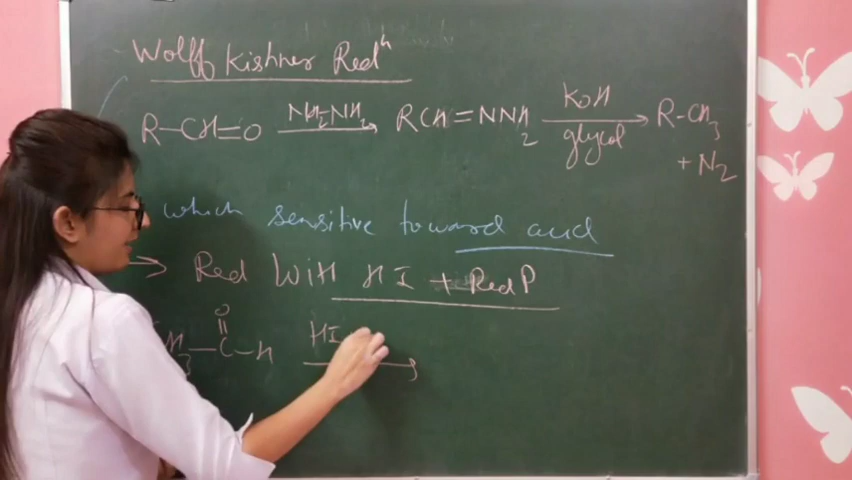 Wolff Kishner Redⁿ
R-CH=O NH2NH2 RCH=NNH2 KOH glycol R-CH3
+ N2
which sensitive toward acid
→ Red With HI + Red P
H3 - C - H HI
O